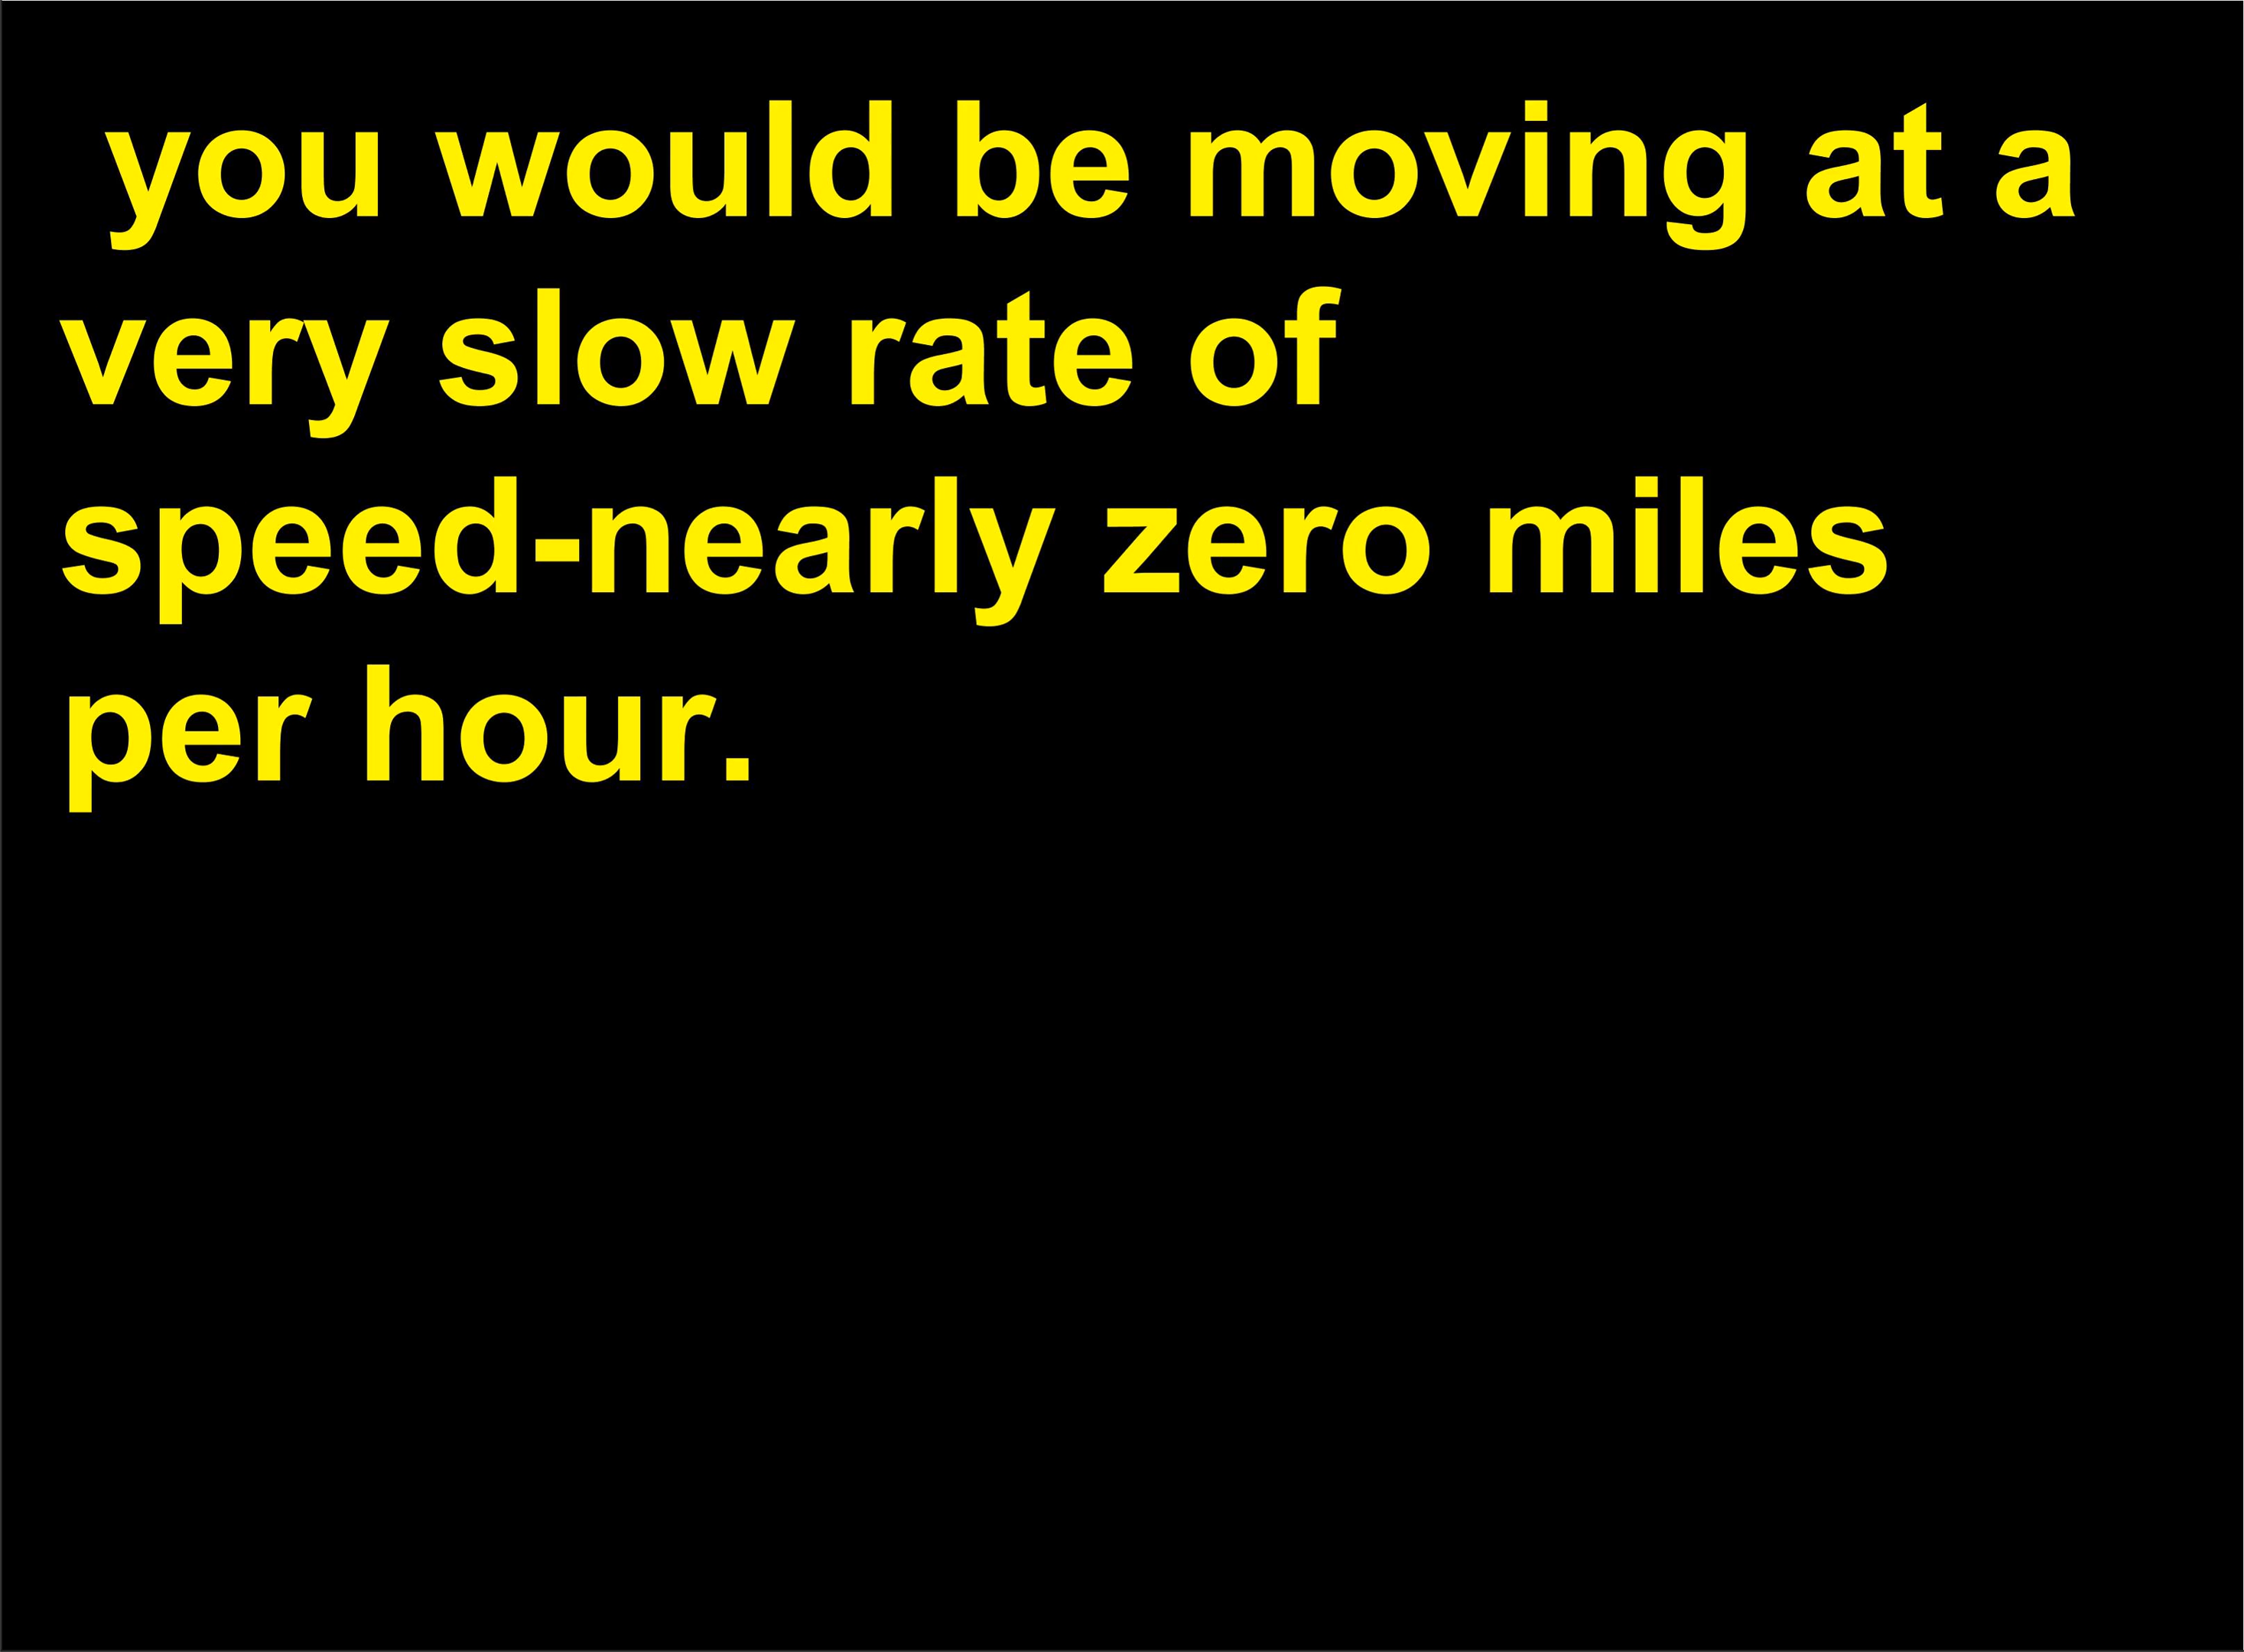 you would be moving at a
very slow rate of
speed-nearly zero miles
per hour.